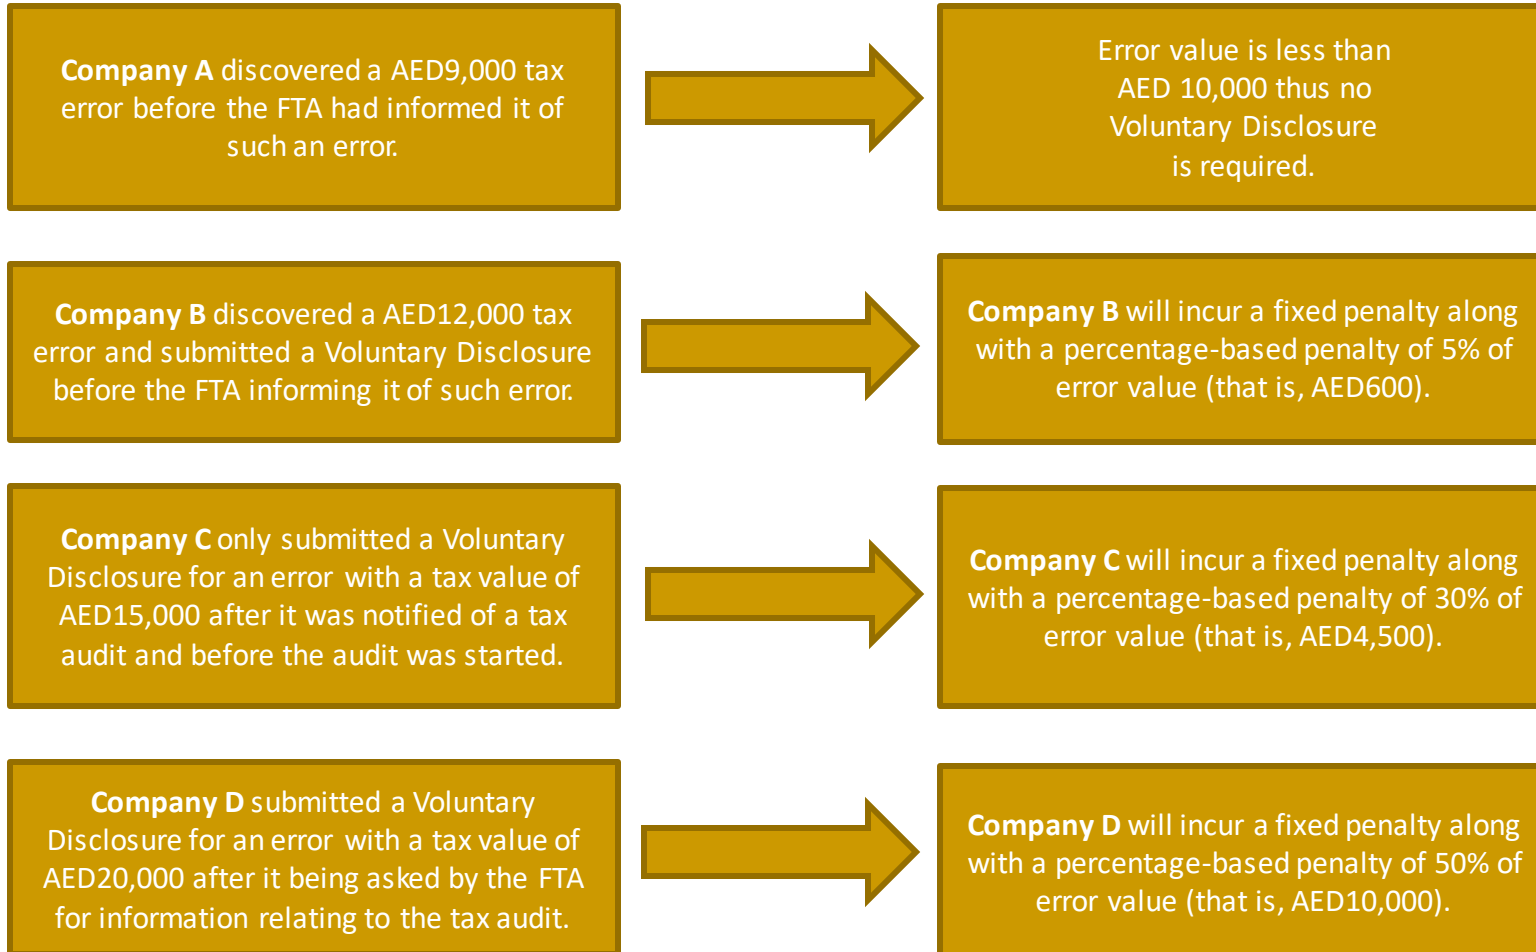 Company A discovered a AED9,000 tax
error before the FTA had informed it of
such an error.
Error value is less than
AED 10,000 thus no
Voluntary Disclosure
is required.
Company B discovered a AED12,000 tax
error and submitted a Voluntary Disclosure
before the FTA informing it of such error.
Company B will incur a fixed penalty along
with a percentage-based penalty of 5% of
error value (that is, AED600).
Company C only submitted a Voluntary
Disclosure for an error with a tax value of
AED15,000 after it was notified of a tax
audit and before the audit was started.
Company C will incur a fixed penalty along
with a percentage-based penalty of 30% of
error value (that is, AED4,500).
Company D submitted a Voluntary
Disclosure for an error with a tax value of
AED20,000 after it being asked by the FTA
for information relating to the tax audit.
Company D will incur a fixed penalty along
with a percentage-based penalty of 50% of
error value (that is, AED10,000).